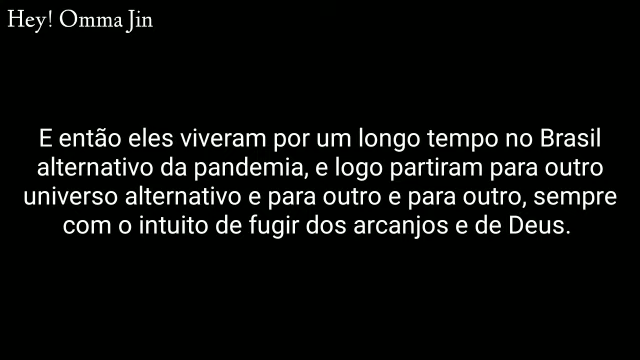 Hey! Omma Jin
E então eles viveram por um longo tempo no Brasil
alternativo da pandemia, e logo partiram para outro
universo alternativo e para outro e para outro, sempre
com o intuito de fugir dos arcanjos e de Deus.